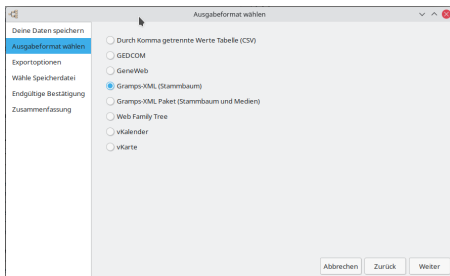 Ausgabeformat wählen
Deine Daten speichern
Ausgabeformat wählen
Exportoptionen
Wähle Speicherdatei
Endgültige Bestätigung
Zusammenfassung
Durch Komma getrennte Werte Tabelle (CSV)
GEDCOM
GeneWeb
Gramps-XML (Stammbaum)
Gramps-XML Paket (Stammbaum und Medien)
Web Family Tree
vKalender
vKarte
Abbrechen Zurück Weiter